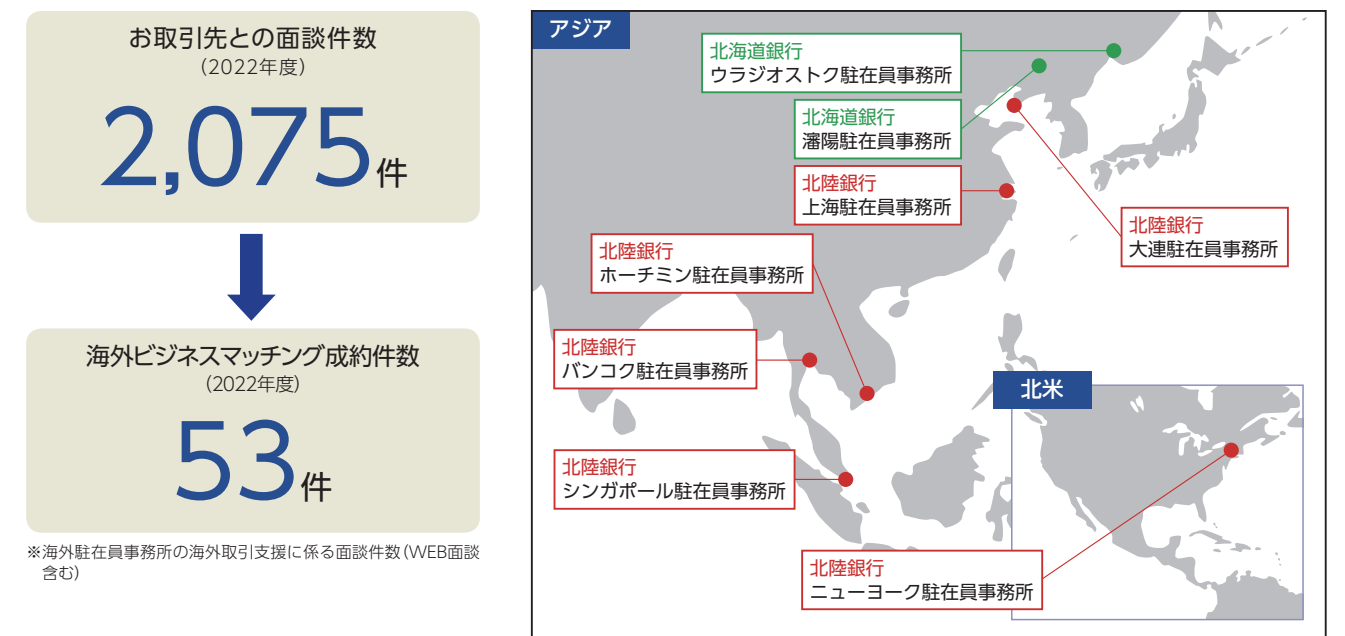 お取引先との面談件数
（2022年度）
2,075件
海外ビジネスマッチング成約件数
（2022年度）
53件
※海外駐在員事務所の海外取引支援に係る面談件数（WEB面談
含む）
アジア
北海道銀行
ウラジオストク駐在員事務所
北海道銀行
瀋陽駐在員事務所
北陸銀行
上海駐在員事務所
北陸銀行
大連駐在員事務所
北陸銀行
ホーチミン駐在員事務所
北陸銀行
バンコク駐在員事務所
北陸銀行
シンガポール駐在員事務所
北米
北陸銀行
ニューヨーク駐在員事務所